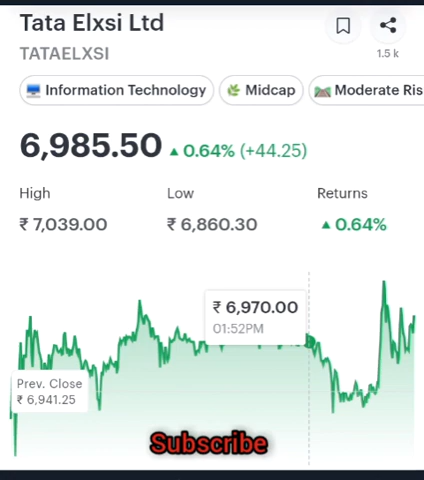 Tata Elxsi Ltd
TATAELXSI
1.5 k
Information Technology
Midcap
Moderate Ris
6,985.50 ▲ 0.64% (+44.25)
High Low Returns
₹ 7,039.00 ₹ 6,860.30 ▲ 0.64%
₹ 6,970.00
01:52PM
Prev. Close
₹ 6,941.25
Subscribe